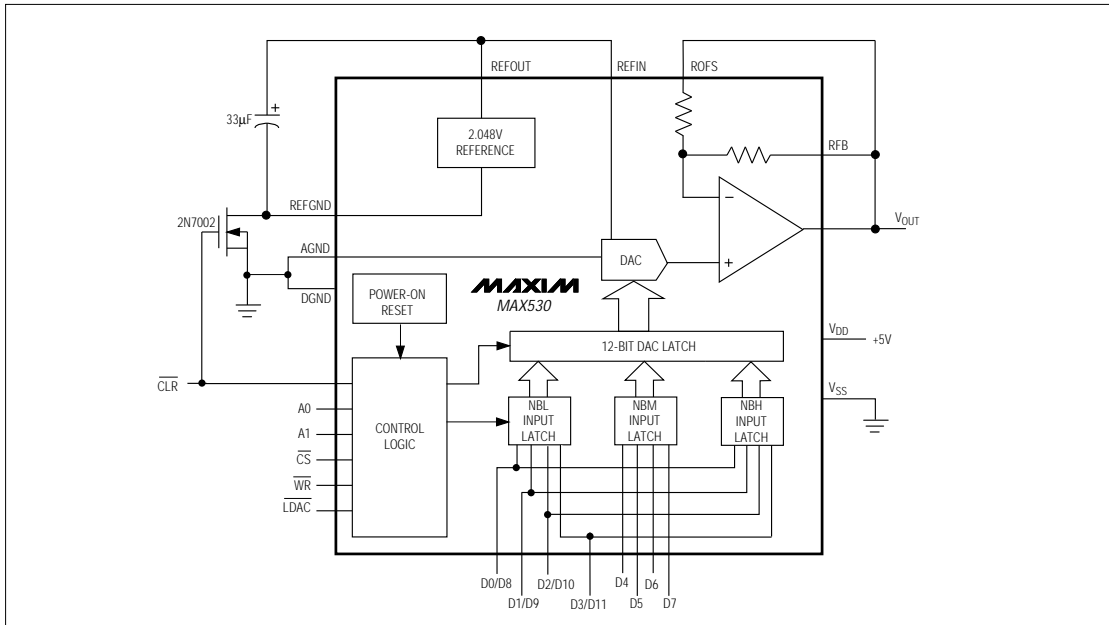 REFOUT
REFIN
ROFS
+
33µF
2.048V
REFERENCE
RFB
2N7002
REFGND
−
VOUT
AGND
DAC
+
DGND
POWER-ON
RESET
MAXIM
MAX530
VDD
+5V
12-BIT DAC LATCH
CLR
VSS
A0
A1
CS
WR
LDAC
CONTROL
LOGIC
NBL
INPUT
LATCH
NBM
INPUT
LATCH
NBH
INPUT
LATCH
D0/D8
D1/D9
D2/D10
D3/D11
D4
D5
D6
D7